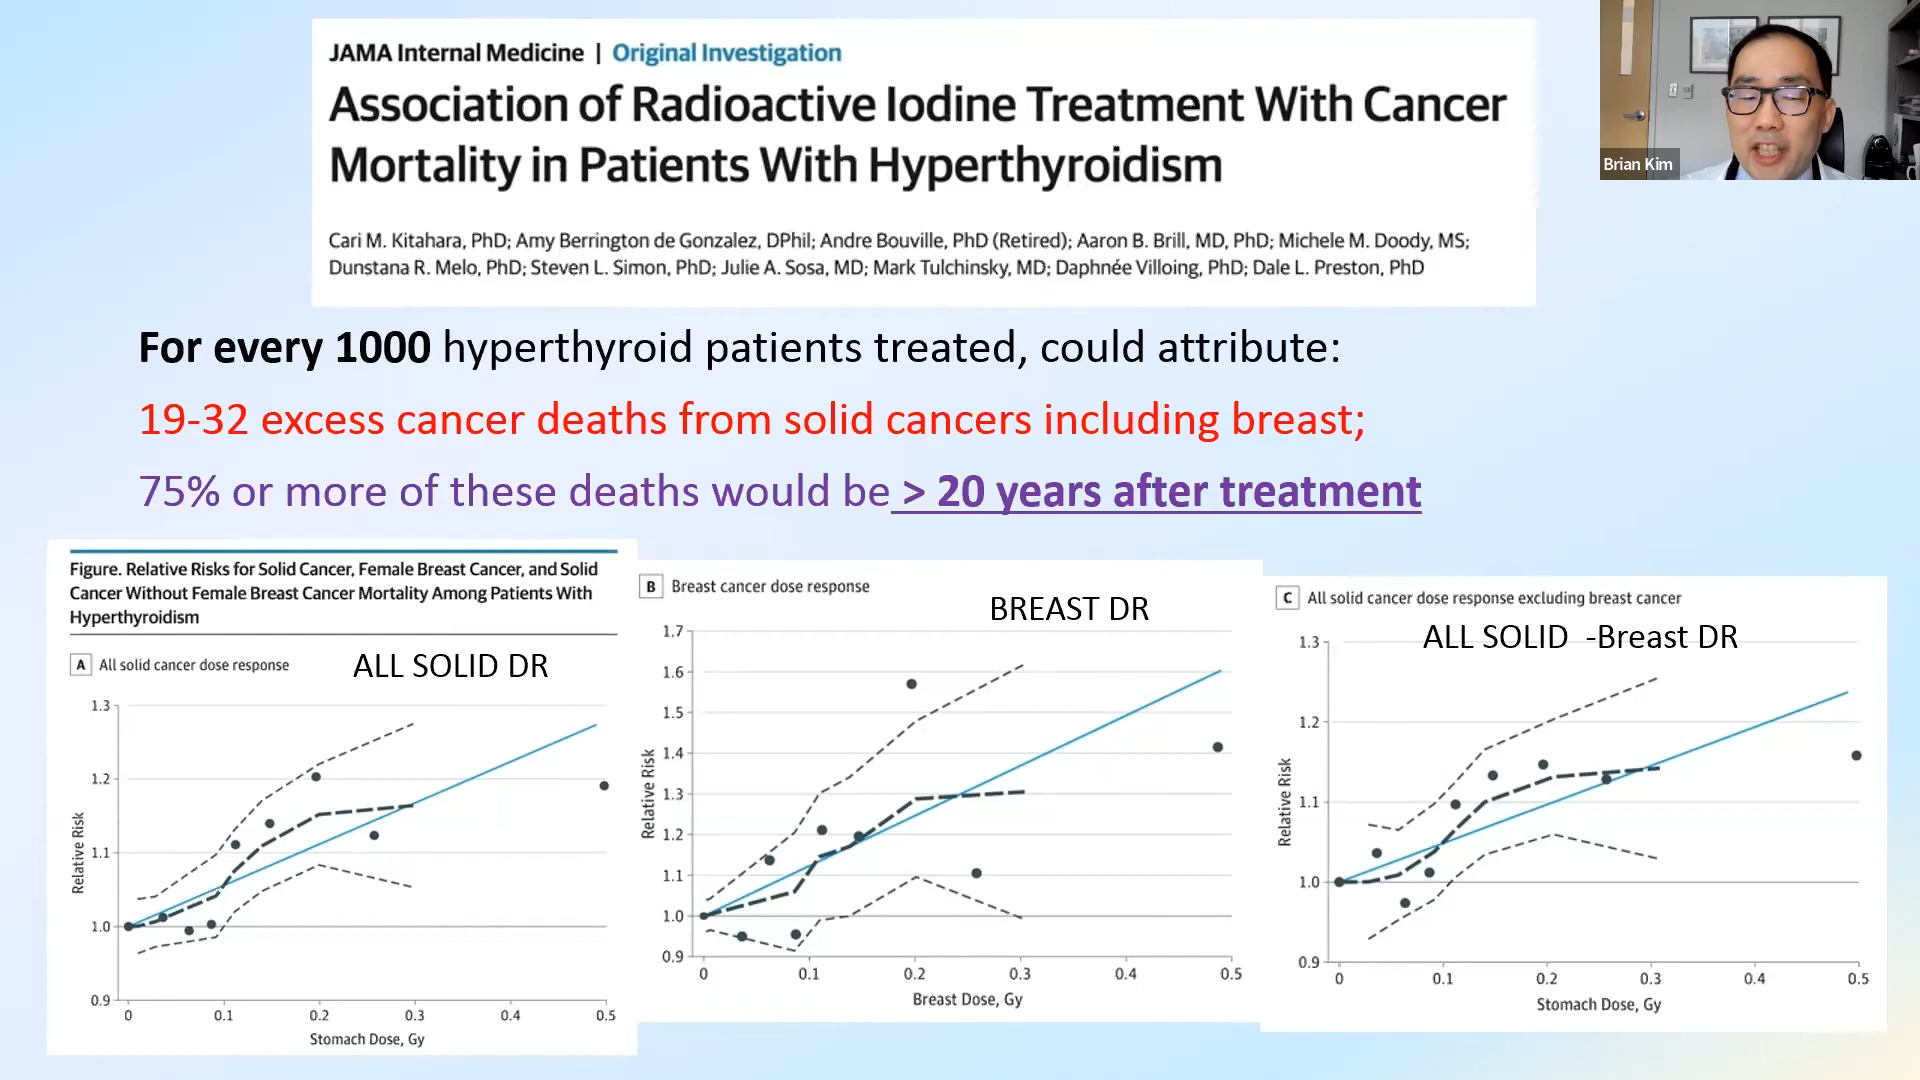 JAMA Internal Medicine | Original Investigation
Association of Radioactive Iodine Treatment With Cancer
Mortality in Patients With Hyperthyroidism
Cari M. Kitahara, PhD; Amy Berrington de Gonzalez, DPhil; Andre Bouville, PhD (Retired); Aaron B. Brill, MD, PhD; Michele M. Doody, MS;
Dunstana R. Melo, PhD; Steven L. Simon, PhD; Julie A. Sosa, MD; Mark Tulchinsky, MD; Daphnée Villoing, PhD; Dale L. Preston, PhD
Brian Kim
For every 1000 hyperthyroid patients treated, could attribute:
19-32 excess cancer deaths from solid cancers including breast;
75% or more of these deaths would be > 20 years after treatment
Figure. Relative Risks for Solid Cancer, Female Breast Cancer, and Solid
Cancer Without Female Breast Cancer Mortality Among Patients With
Hyperthyroidism
A All solid cancer dose response
ALL SOLID DR
1.3
1.2
1.1
1.0
0.9
Relative Risk
0 0.1 0.2 0.3 0.4 0.5
Stomach Dose, Gy
B Breast cancer dose response
BREAST DR
1.7
1.6
1.5
1.4
1.3
1.2
1.1
1.0
0.9
Relative Risk
0 0.1 0.2 0.3 0.4 0.5
Breast Dose, Gy
C All solid cancer dose response excluding breast cancer
ALL SOLID -Breast DR
1.3
1.2
1.1
1.0
0.9
Relative Risk
0 0.1 0.2 0.3 0.4 0.5
Stomach Dose, Gy